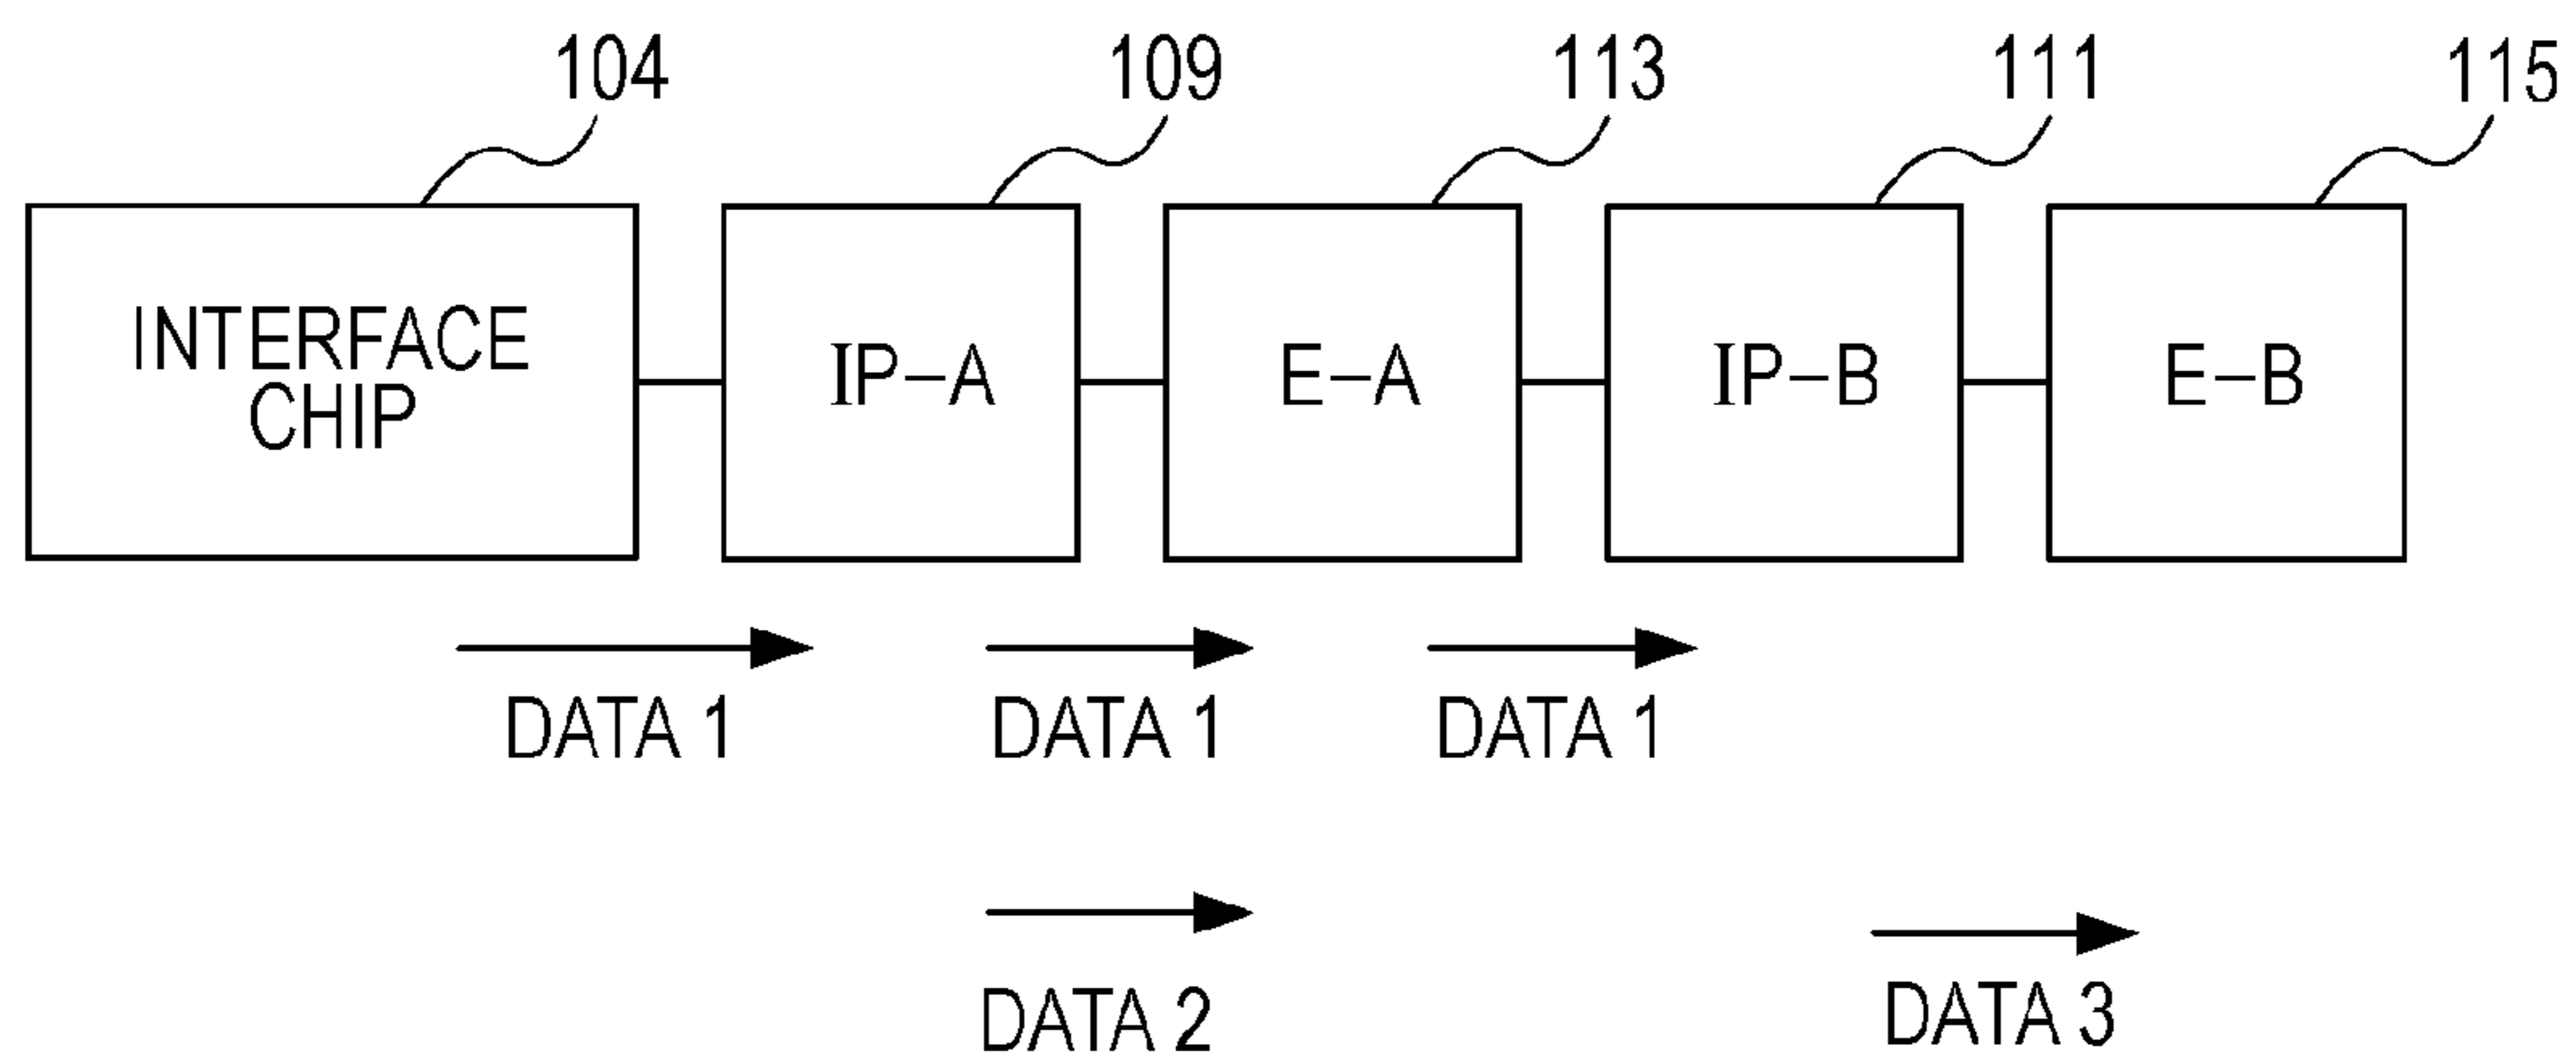 104
109
113
111
115
INTERFACE
CHIP
IP-A
E-A
IP-B
E-B
DATA 1
DATA 1
DATA 1
DATA 2
DATA 3